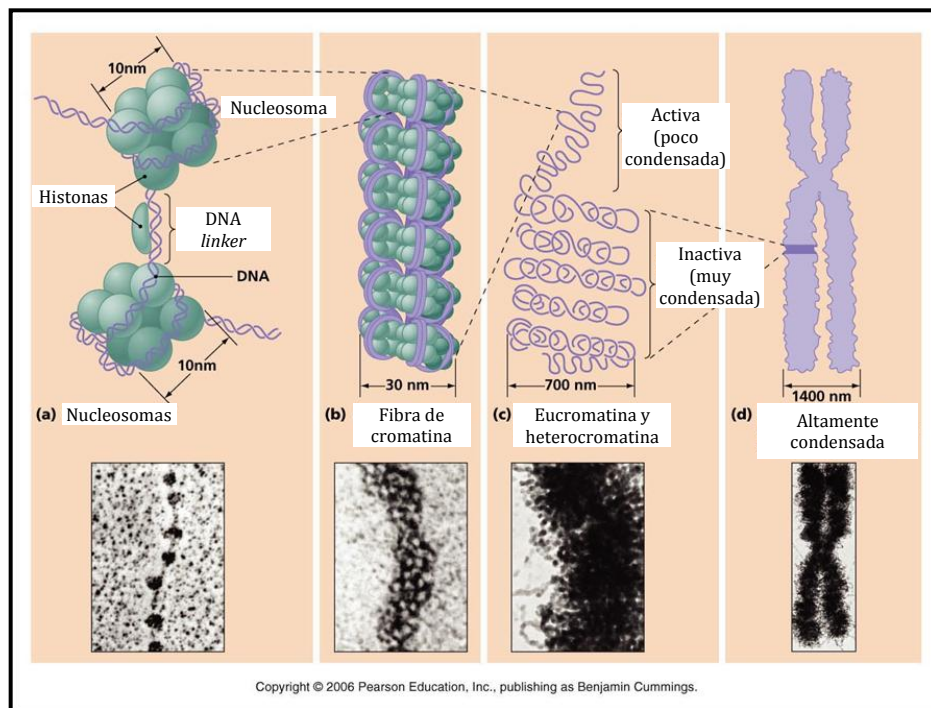 10nm
Nucleosoma
Histonas
DNA
linker
DNA
10nm
(a) Nucleosomas
30 nm
(b) Fibra de
cromatina
Activa
(poco
condensada)
Inactiva
(muy
condensada)
700 nm
(c) Eucromatina y
heterocromatina
1400 nm
(d) Altamente
condensada
Copyright © 2006 Pearson Education, Inc., publishing as Benjamin Cummings.